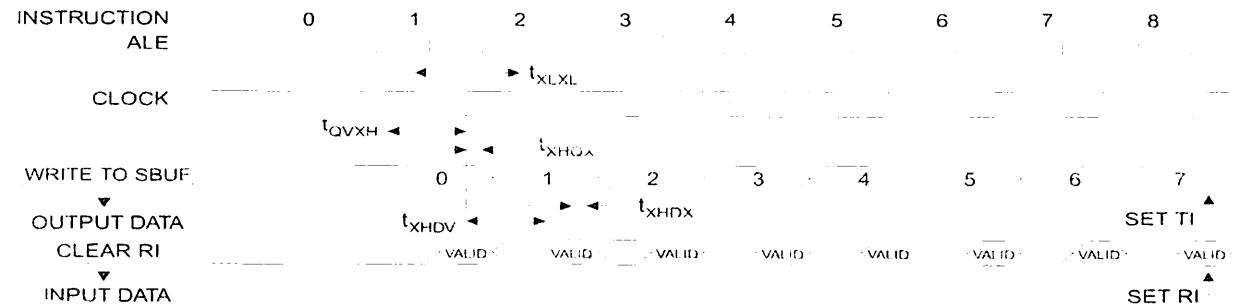 INSTRUCTION 0 1 2 3 4 5 6 7 8
ALE
tXLXL
CLOCK
tQVXH
tXHQX
WRITE TO SBUF 0 1 2 3 4 5 6 7
tXHDX
OUTPUT DATA tXHDV SET TI
CLEAR RI VALID VALID VALID VALID VALID VALID VALID VALID
INPUT DATA SET RI